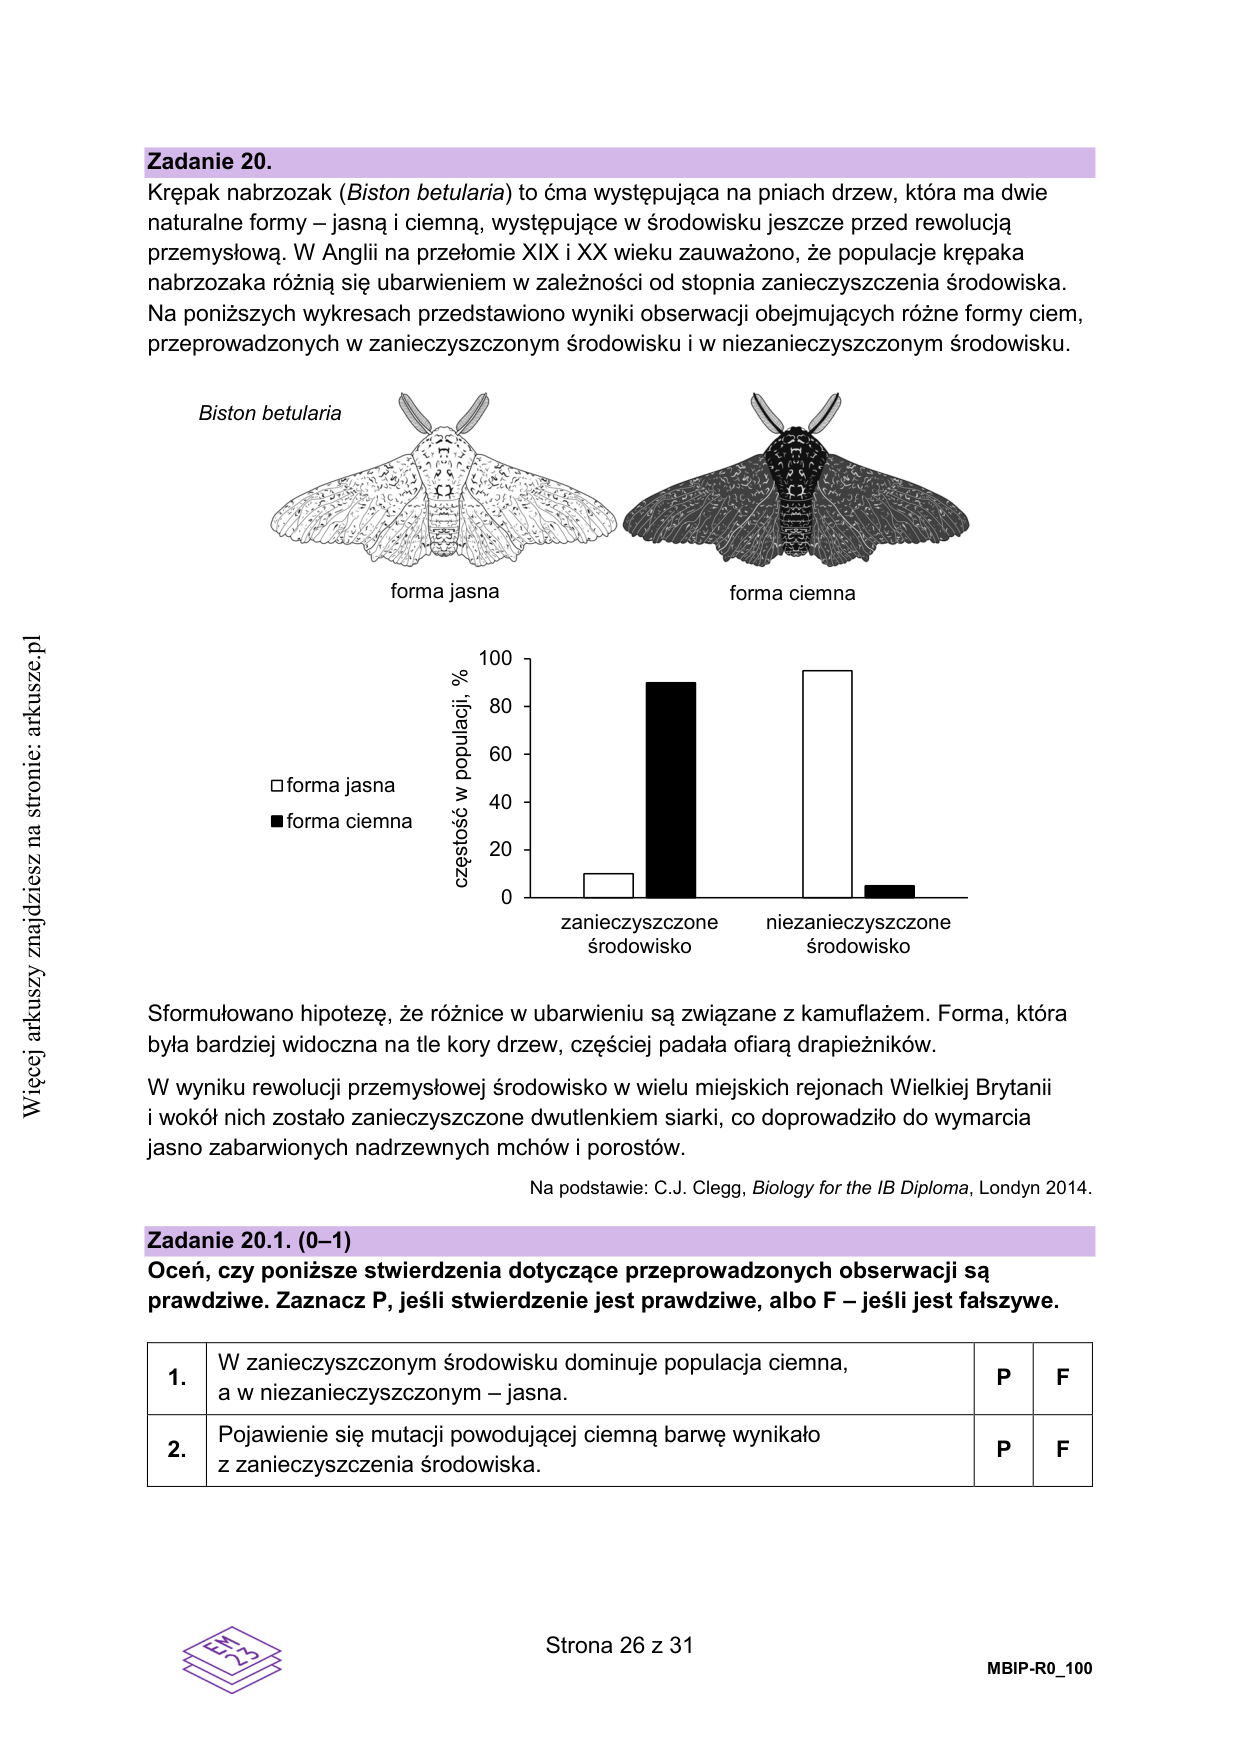 Zadanie 20.
Krępak nabrzozak (Biston betularia) to ćma występująca na pniach drzew, która ma dwie
naturalne formy – jasną i ciemną, występujące w środowisku jeszcze przed rewolucją
przemysłową. W Anglii na przełomie XIX i XX wieku zauważono, że populacje krępaka
nabrzozaka różnią się ubarwieniem w zależności od stopnia zanieczyszczenia środowiska.
Na poniższych wykresach przedstawiono wyniki obserwacji obejmujących różne formy ciem,
przeprowadzonych w zanieczyszczonym środowisku i w niezanieczyszczonym środowisku.
Biston betularia
forma jasna
forma ciemna
forma jasna
forma ciemna
częstość w populacji, %
100
80
60
40
20
0
zanieczyszczone
środowisko
niezanieczyszczone
środowisko
Sformułowano hipotezę, że różnice w ubarwieniu są związane z kamuflażem. Forma, która
była bardziej widoczna na tle kory drzew, częściej padała ofiarą drapieżników.
W wyniku rewolucji przemysłowej środowisko w wielu miejskich rejonach Wielkiej Brytanii
i wokół nich zostało zanieczyszczone dwutlenkiem siarki, co doprowadziło do wymarcia
jasno zabarwionych nadrzewnych mchów i porostów.
Na podstawie: C.J. Clegg, Biology for the IB Diploma, Londyn 2014.
Zadanie 20.1. (0–1)
Oceń, czy poniższe stwierdzenia dotyczące przeprowadzonych obserwacji są
prawdziwe. Zaznacz P, jeśli stwierdzenie jest prawdziwe, albo F – jeśli jest fałszywe.
1.
W zanieczyszczonym środowisku dominuje populacja ciemna,
a w niezanieczyszczonym – jasna.
P
F
2.
Pojawienie się mutacji powodującej ciemną barwę wynikało
z zanieczyszczenia środowiska.
P
F
EM
23
Strona 26 z 31
MBIP-R0_100
Więcej arkuszy znajdziesz na stronie: arkusze.pl